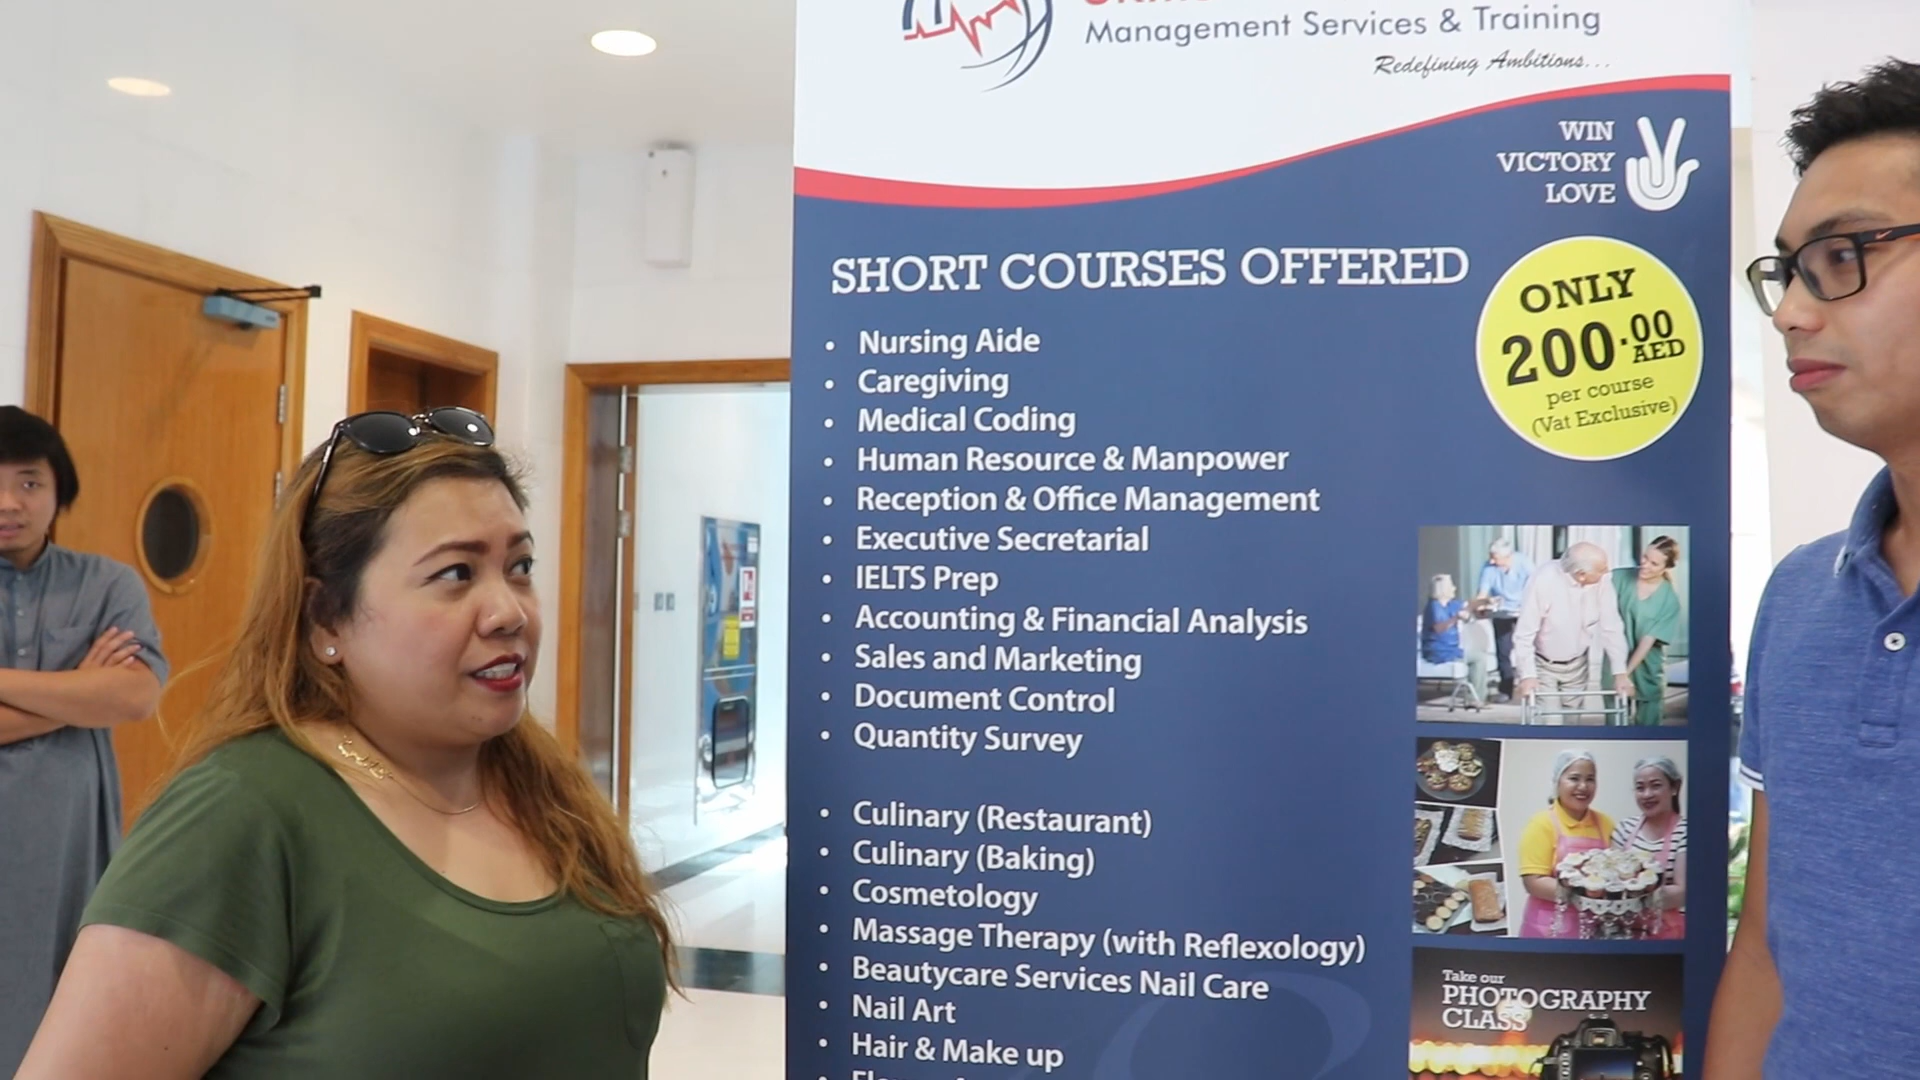 Management Services & Training
Redefining Ambitions...
WIN
VICTORY
LOVE
SHORT COURSES OFFERED
ONLY
200.00
AED
per course
(Vat Exclusive)
• Nursing Aide
• Caregiving
• Medical Coding
• Human Resource & Manpower
• Reception & Office Management
• Executive Secretarial
• IELTS Prep
• Accounting & Financial Analysis
• Sales and Marketing
• Document Control
• Quantity Survey
• Culinary (Restaurant)
• Culinary (Baking)
• Cosmetology
• Massage Therapy (with Reflexology)
• Beautycare Services Nail Care
• Nail Art
• Hair & Make up
Take our
PHOTOGRAPHY
CLASS